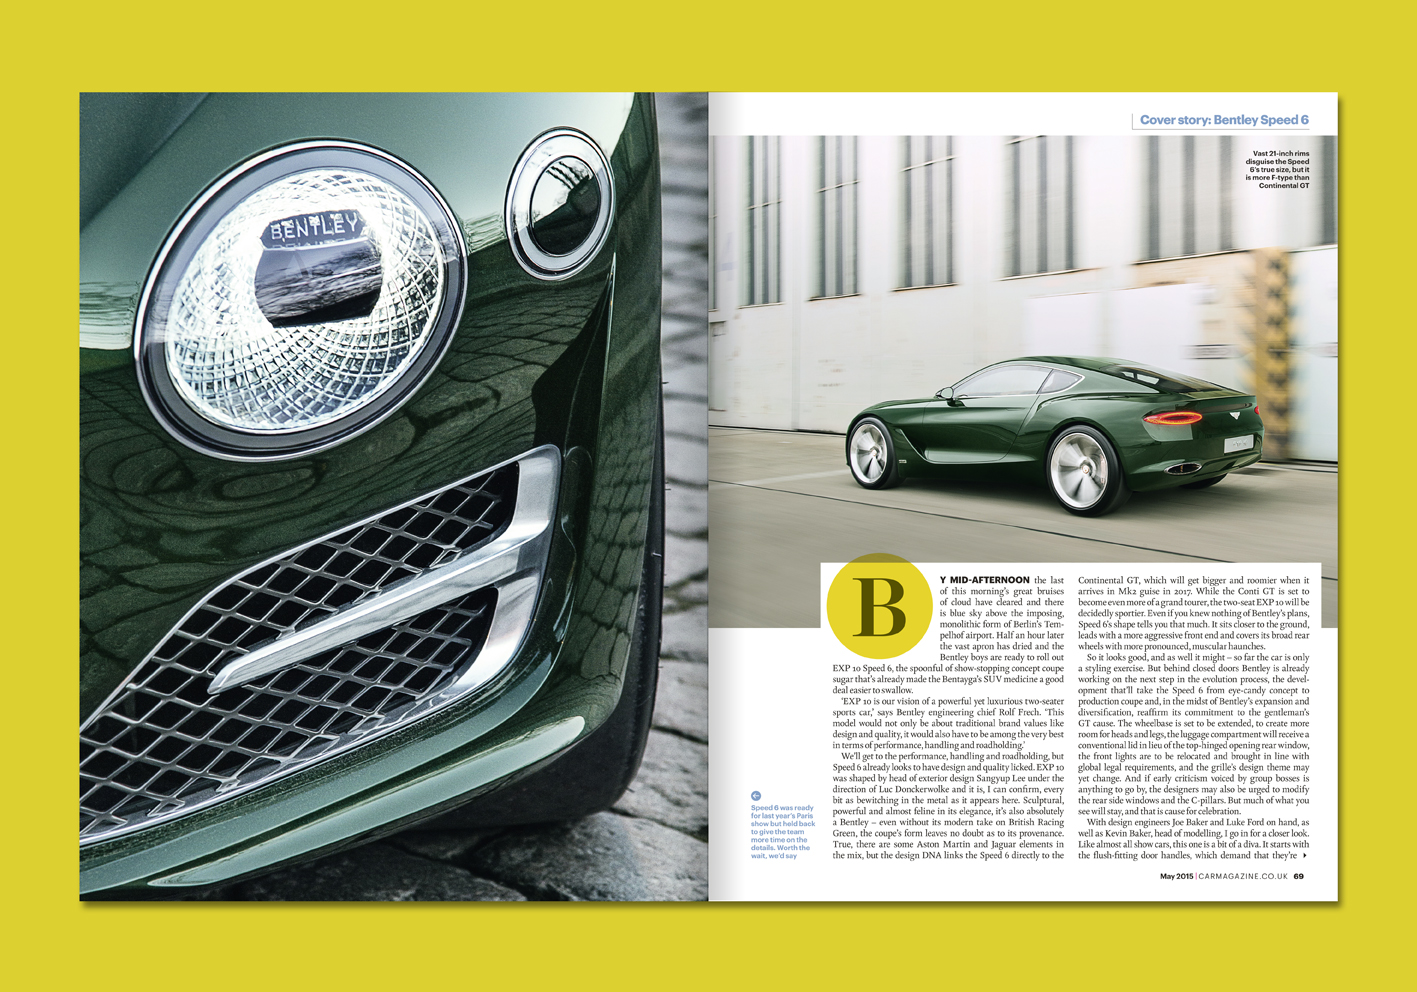 BENTLEY
Cover story: Bentley Speed 6
Vast 21-inch rims
disguise the Speed
6's true size, but it
is more F-type than
Continental GT
BY MID-AFTERNOON the last
of this morning's great bruises
of cloud have cleared and there
is blue sky above the imposing,
monolithic form of Berlin's Tem-
pelhof airport. Half an hour later
the vast apron has dried and the
Bentley boys are ready to roll out
EXP 10 Speed 6, the spoonful of show-stopping concept coupe
sugar that's already made the Bentayga's SUV medicine a good
deal easier to swallow.
'EXP 10 is our vision of a powerful yet luxurious two-seater
sports car,' says Bentley engineering chief Rolf Frech. 'This
model would not only be about traditional brand values like
design and quality, it would also have to be among the very best
in terms of performance, handling and roadholding.'
We'll get to the performance, handling and roadholding, but
Speed 6 already looks to have design and quality licked. EXP 10
was shaped by head of exterior design Sangyup Lee under the
direction of Luc Donckerwolke and it is, I can confirm, every
bit as bewitching in the metal as it appears here. Sculptural,
powerful and almost feline in its elegance, it's also absolutely
a Bentley – even without its modern take on British Racing
Green, the coupe's form leaves no doubt as to its provenance.
True, there are some Aston Martin and Jaguar elements in
the mix, but the design DNA links the Speed 6 directly to the
Continental GT, which will get bigger and roomier when it
arrives in Mk2 guise in 2017. While the Conti GT is set to
become even more of a grand tourer, the two-seat EXP 10 will be
decidedly sportier. Even if you knew nothing of Bentley's plans,
Speed 6's shape tells you that much. It sits closer to the ground,
leads with a more aggressive front end and covers its broad rear
wheels with more pronounced, muscular haunches.
So it looks good, and as well it might – so far the car is only
a styling exercise. But behind closed doors Bentley is already
working on the next step in the evolution process, the devel-
opment that'll take the Speed 6 from eye-candy concept to
production coupe and, in the midst of Bentley's expansion and
diversification, reaffirm its commitment to the gentleman's
GT cause. The wheelbase is set to be extended, to create more
room for heads and legs, the luggage compartment will receive a
conventional lid in lieu of the top-hinged opening rear window,
the front lights are to be relocated and brought in line with
global legal requirements, and the grille's design theme may
yet change. And if early criticism voiced by group bosses is
anything to go by, the designers may also be urged to modify
the rear side windows and the C-pillars. But much of what you
see will stay, and that is cause for celebration.
With design engineers Joe Baker and Luke Ford on hand, as
well as Kevin Baker, head of modelling, I go in for a closer look.
Like almost all show cars, this one is a bit of a diva. It starts with
the flush-fitting door handles, which demand that they're
Speed 6 was ready
for last year's Paris
show but held back
to give the team
more time on the
details. Worth the
wait, we'd say
May 2015 | CARMAGAZINE.CO.UK 69